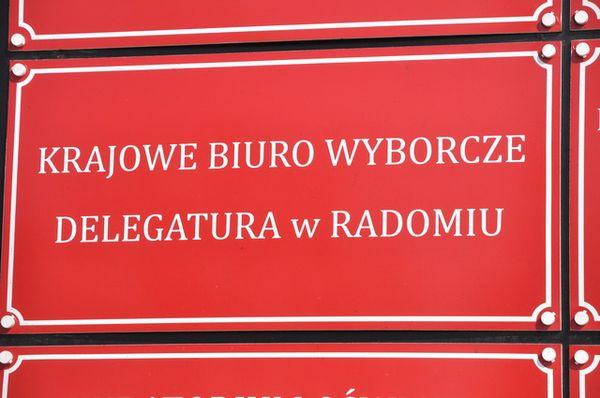 KRAJOWE BIURO WYBORCZE
DELEGATURA w RADOMIU